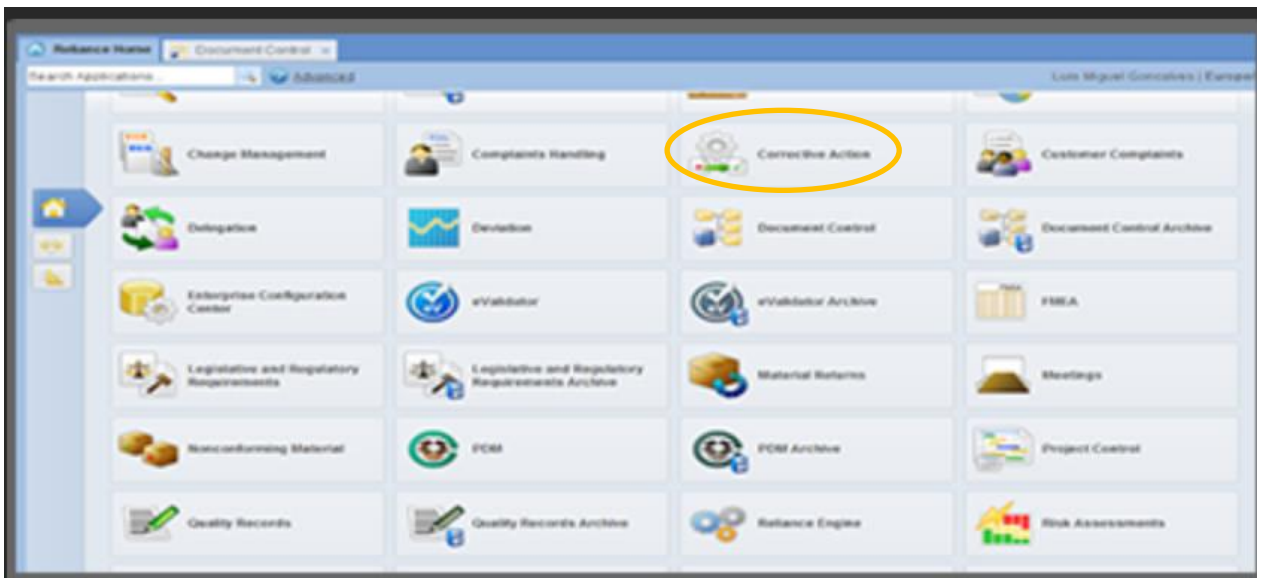 Reliance Home Document Control
Search Applications... Advanced Luis Miguel Goncalves |
Change Management Complaints Handling Corrective Action Customer Complaints
Delegation Deviation Document Control Document Control Archive
Enterprise Configuration
Center
eValidator eValidator Archive FMEA
Legislative and Regulatory
Requirements
Legislative and Regulatory
Requirements Archive
Material Returns Meetings
Nonconforming Material PDM PDM Archive Project Control
Quality Records Quality Records Archive Reliance Engine Risk Assessments